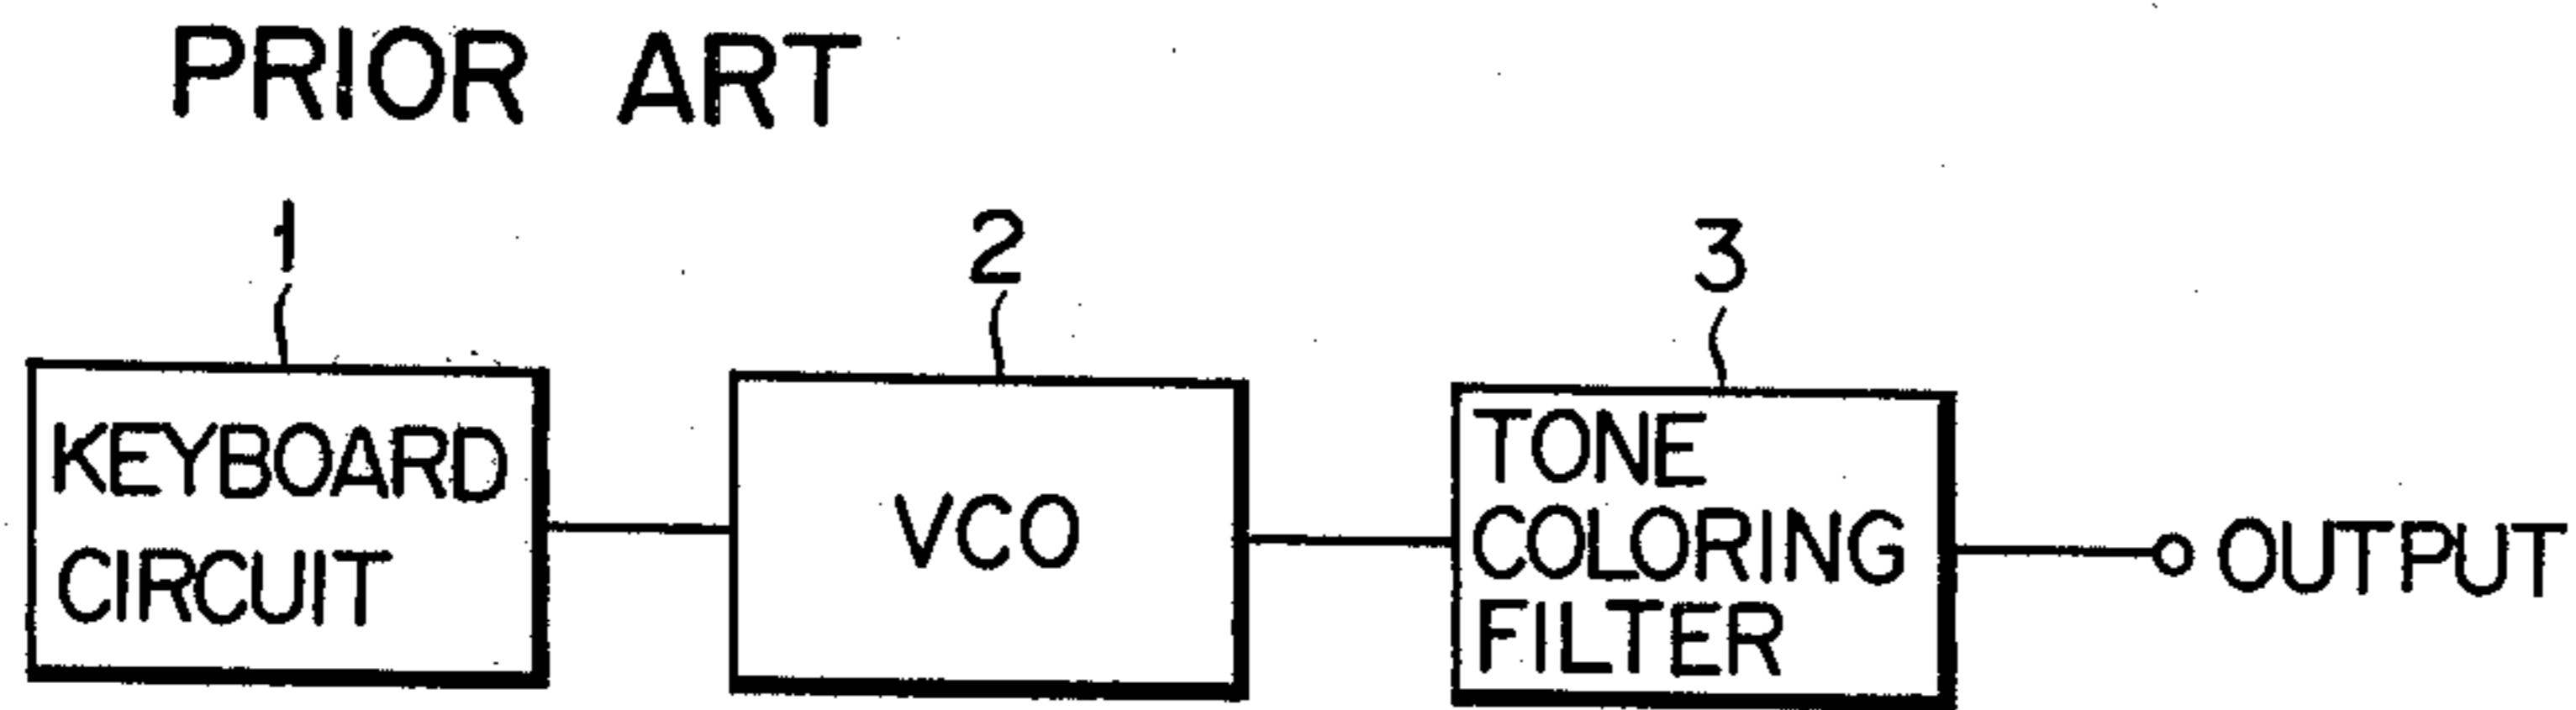 PRIOR ART
1
2
3
KEYBOARD
CIRCUIT
VCO
TONE
COLORING
FILTER
OUTPUT